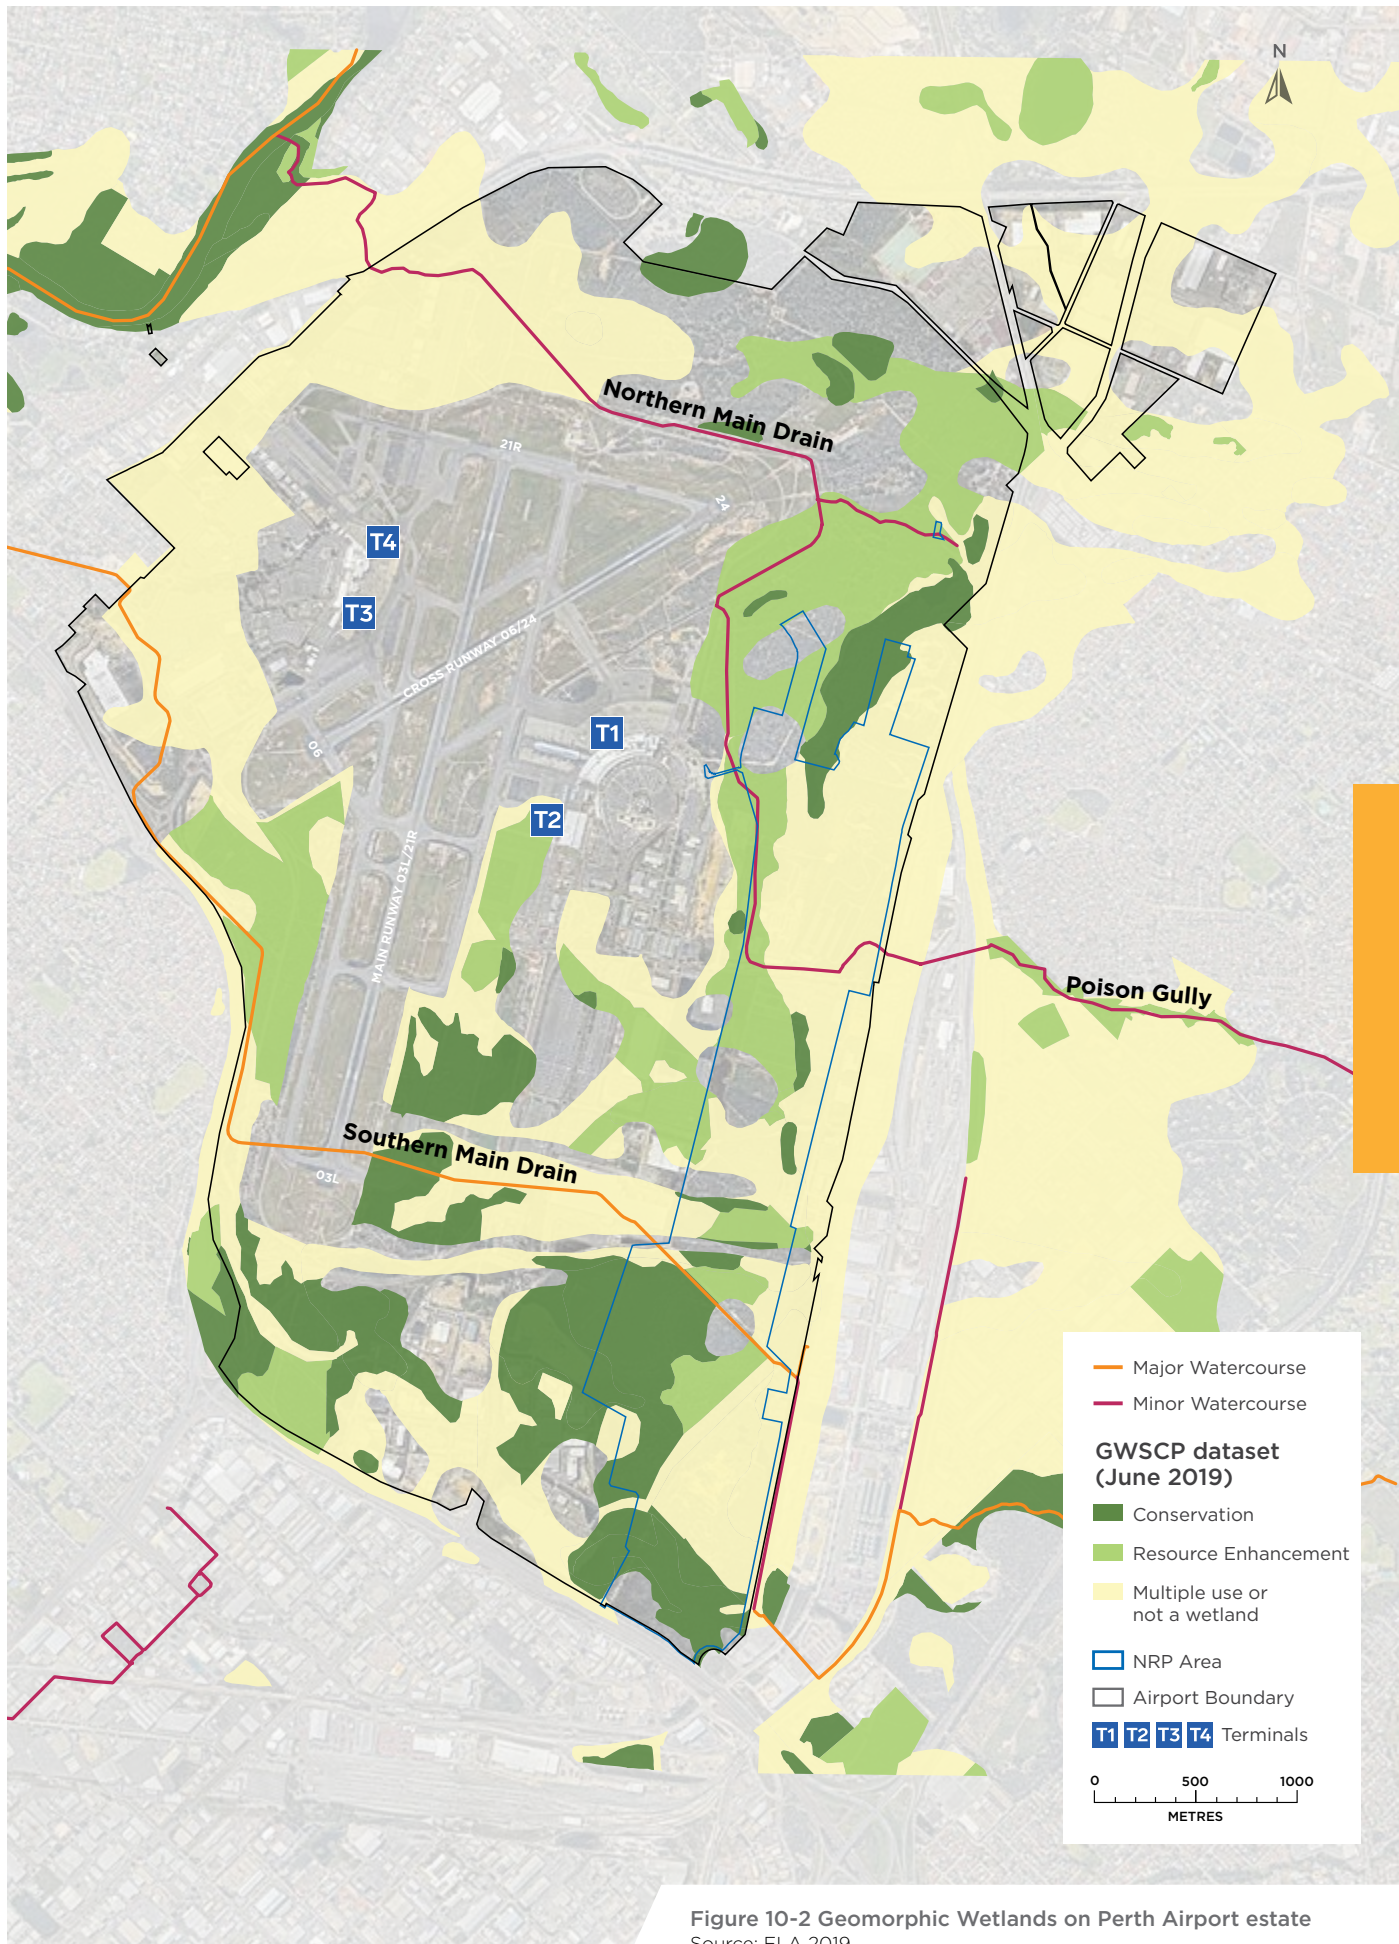 N
Northern Main Drain
21R
24
T4
T3
CROSS RUNWAY 06/24
T1
06
T2
MAIN RUNWAY 03L/21R
Poison Gully
Southern Main Drain
03L
Major Watercourse
Minor Watercourse
GWSCP dataset
(June 2019)
Conservation
Resource Enhancement
Multiple use or
not a wetland
NRP Area
Airport Boundary
T1 T2 T3 T4 Terminals
0 500 1000
METRES
Figure 10-2 Geomorphic Wetlands on Perth Airport estate
Source: ELA 2019